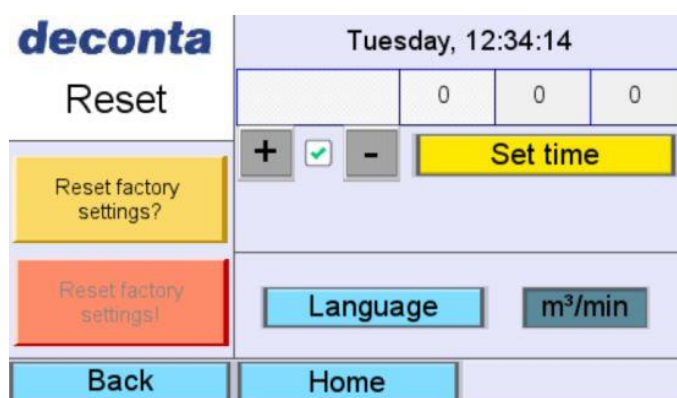 deconta
Tuesday, 12:34:14
Reset
0 0 0
+ - Set time
Reset factory
settings?
Reset factory
settings!
Language m³/min
Back Home